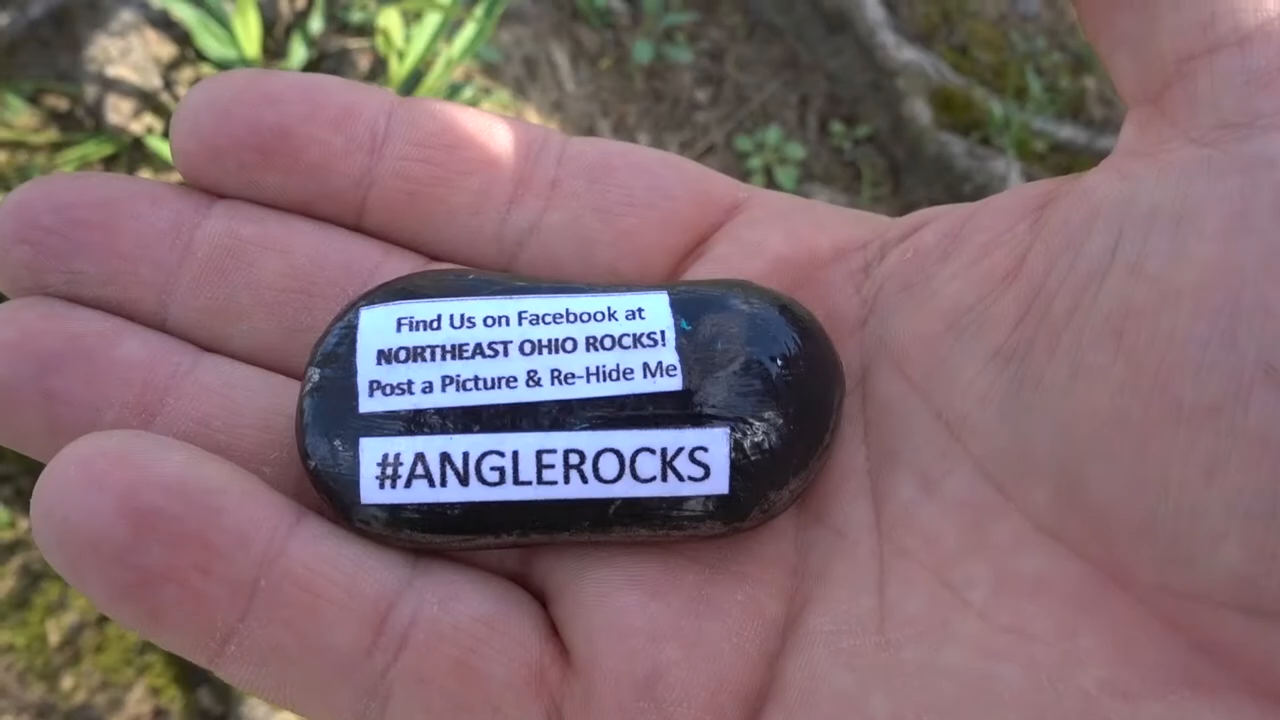 Find Us on Facebook at
NORTHEAST OHIO ROCKS!
Post a Picture & Re-Hide Me
#ANGLEROCKS